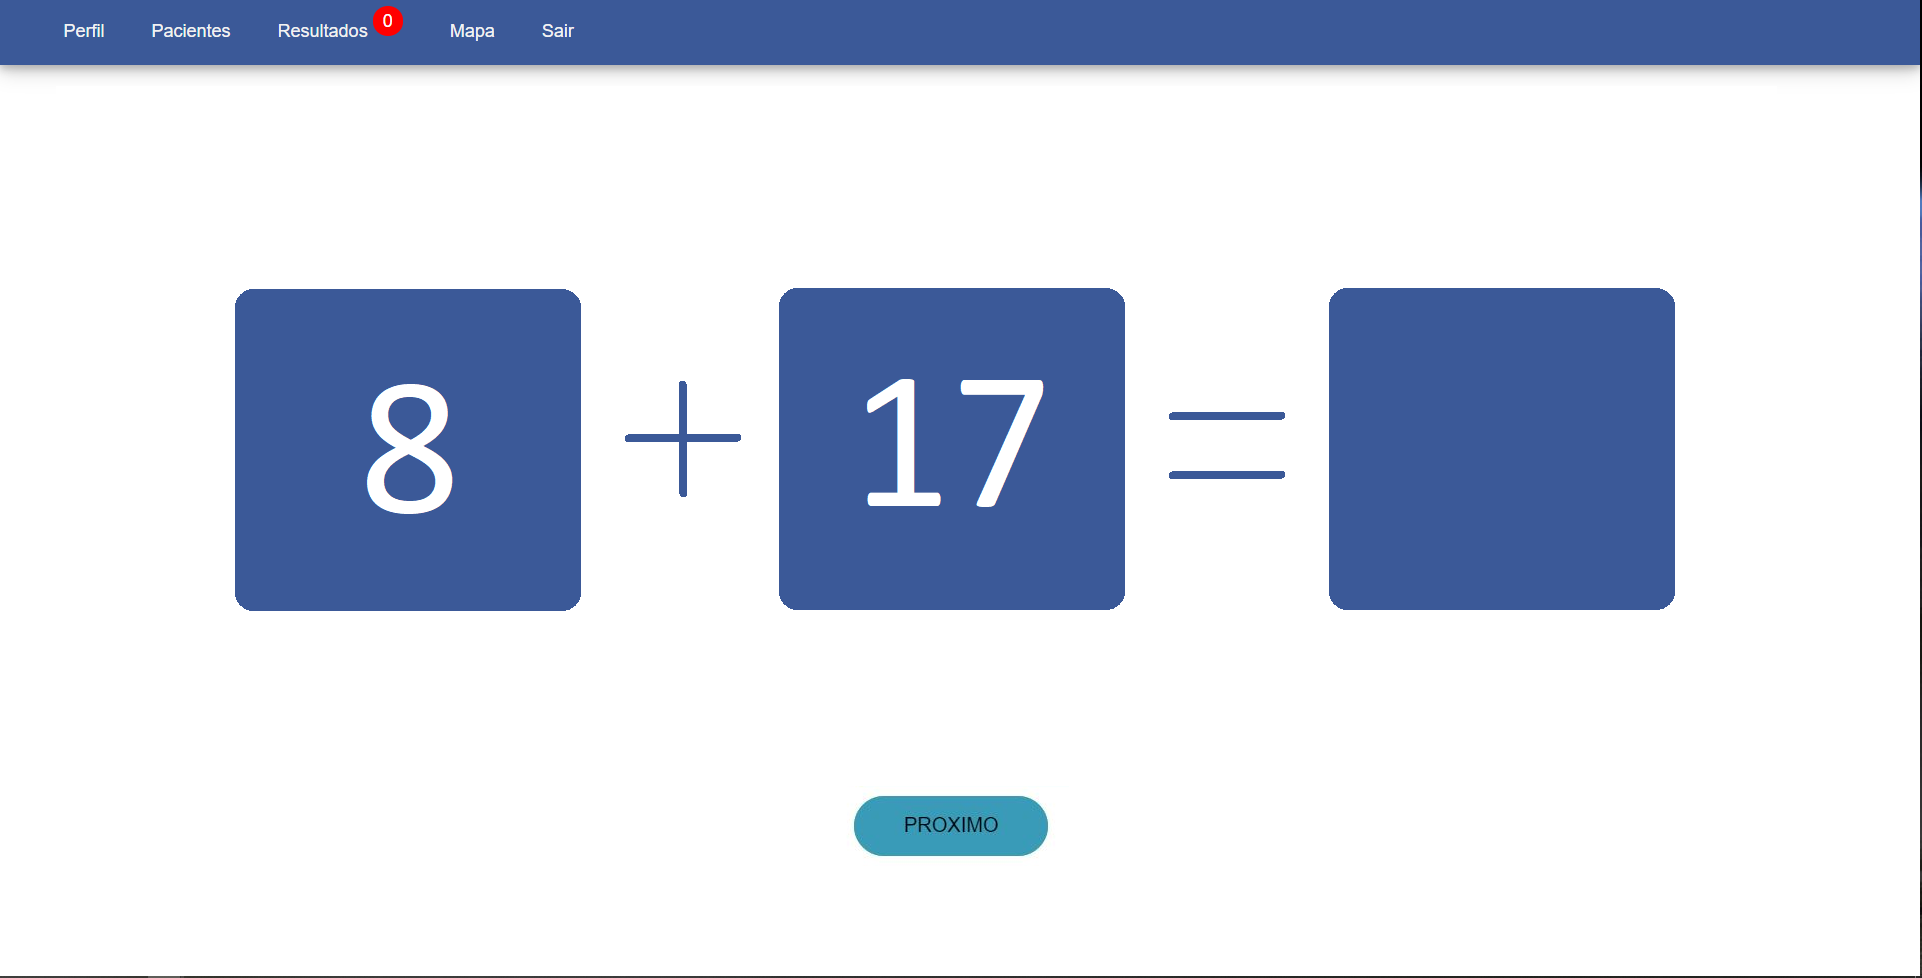 Perfil Pacientes Resultados 0 Mapa Sair
8 + 17 =
PROXIMO